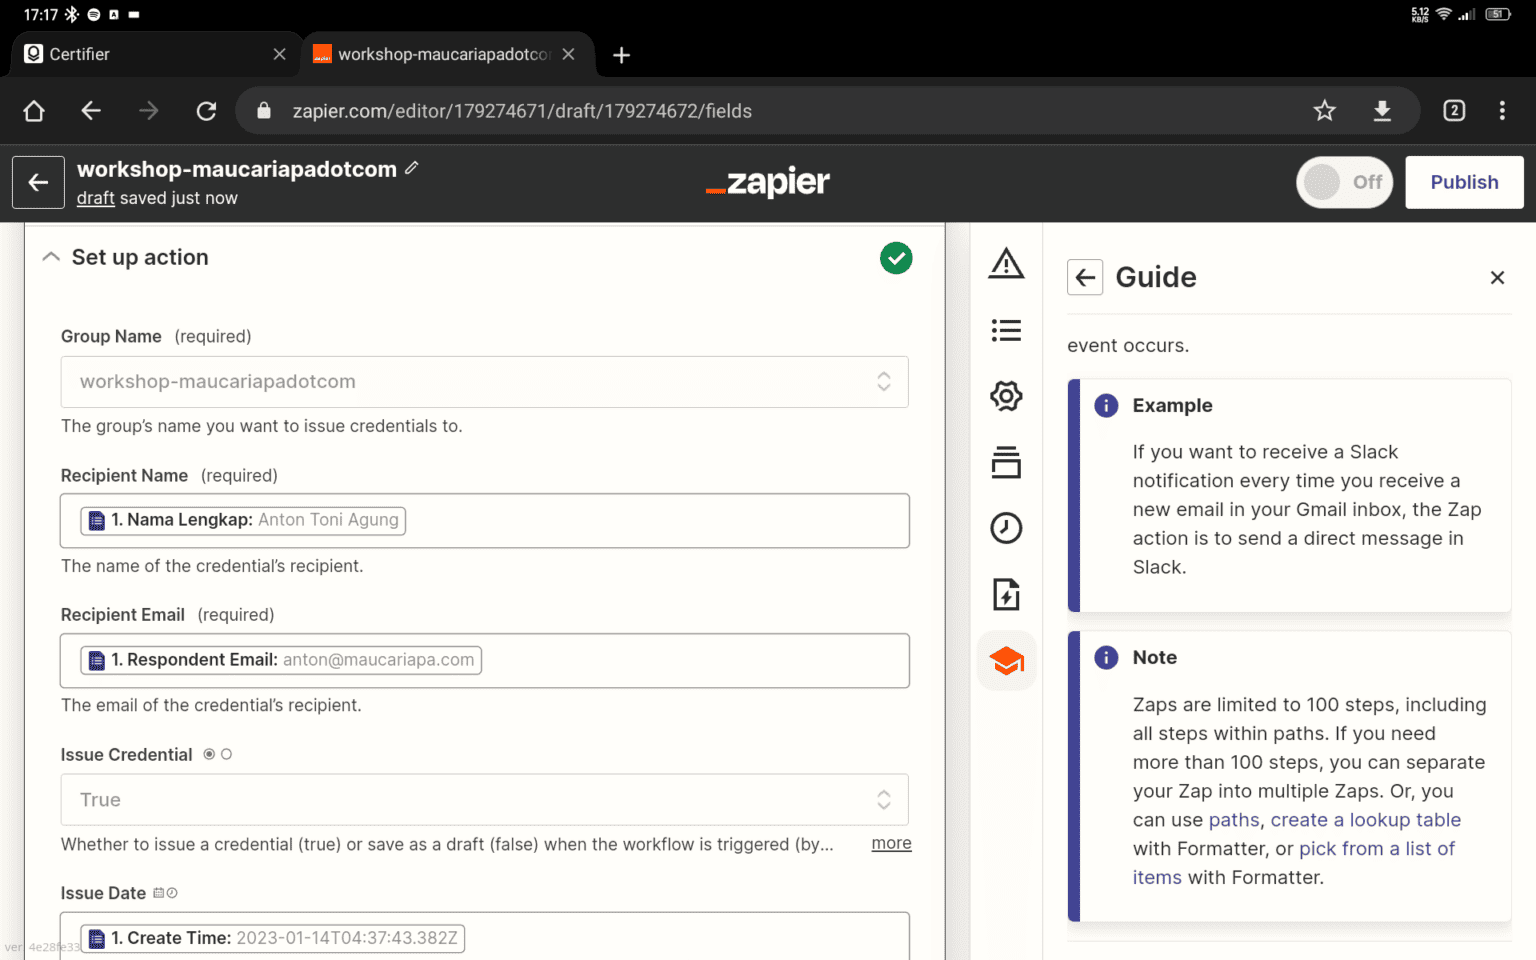 17:17
5.12 KB/S
51
Certifier
workshop-maucariapadotco
zapier.com/editor/179274671/draft/179274672/fields
2
workshop-maucariapadotcom
draft saved just now
zapier
Off
Publish
Set up action
Group Name (required)
workshop-maucariapadotcom
The group's name you want to issue credentials to.
Recipient Name (required)
1. Nama Lengkap: Anton Toni Agung
The name of the credential's recipient.
Recipient Email (required)
1. Respondent Email: anton@maucariapa.com
The email of the credential's recipient.
Issue Credential
True
Whether to issue a credential (true) or save as a draft (false) when the workflow is triggered (by... more
Issue Date
1. Create Time: 2023-01-14T04:37:43.382Z
ver. 4e28fe33
Guide
event occurs.
Example
If you want to receive a Slack
notification every time you receive a
new email in your Gmail inbox, the Zap
action is to send a direct message in
Slack.
Note
Zaps are limited to 100 steps, including
all steps within paths. If you need
more than 100 steps, you can separate
your Zap into multiple Zaps. Or, you
can use paths, create a lookup table
with Formatter, or pick from a list of
items with Formatter.